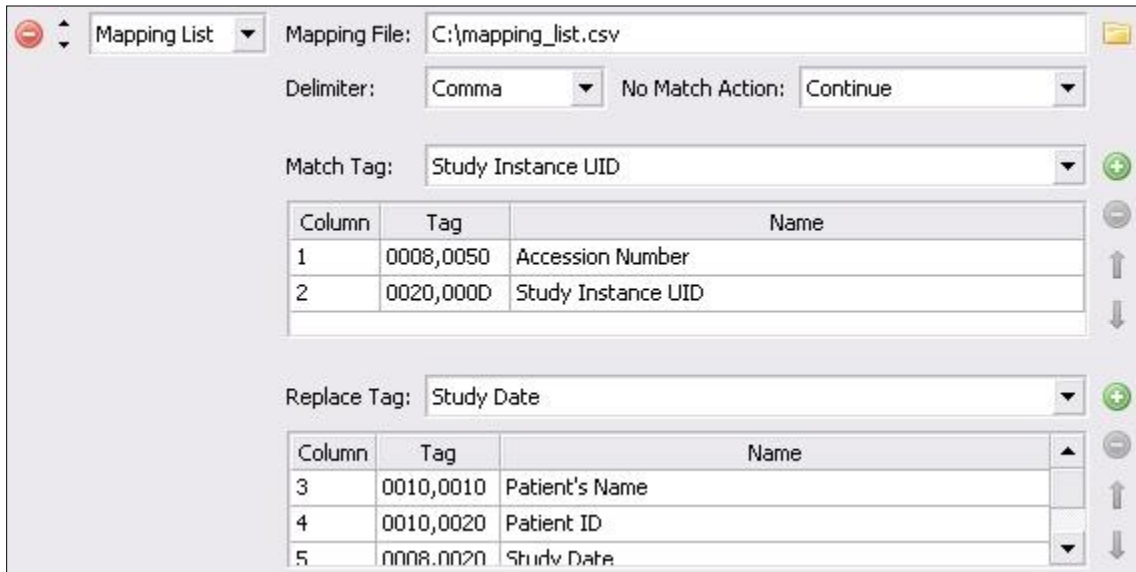 Mapping List Mapping File: C:\mapping_list.csv
Delimiter: Comma No Match Action: Continue
Match Tag: Study Instance UID
Column Tag Name
1 0008,0050 Accession Number
2 0020,000D Study Instance UID
Replace Tag: Study Date
Column Tag Name
3 0010,0010 Patient's Name
4 0010,0020 Patient ID
5 0008,0020 Study Date